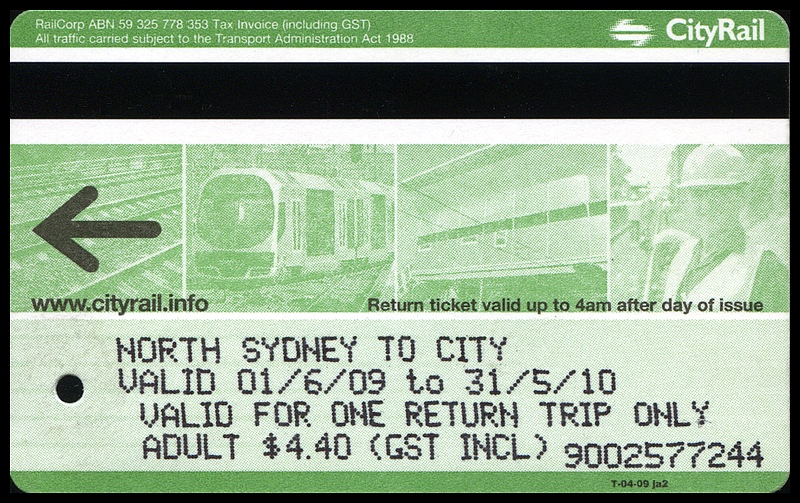 RailCorp ABN 59 325 778 353 Tax Invoice (including GST)
All traffic carried subject to the Transport Administration Act 1988
CityRail
www.cityrail.info
Return ticket valid up to 4am after day of issue
NORTH SYDNEY TO CITY
VALID 01/6/09 to 31/5/10
VALID FOR ONE RETURN TRIP ONLY
ADULT $4.40 (GST INCL) 9002577244
T-04-09 ja2